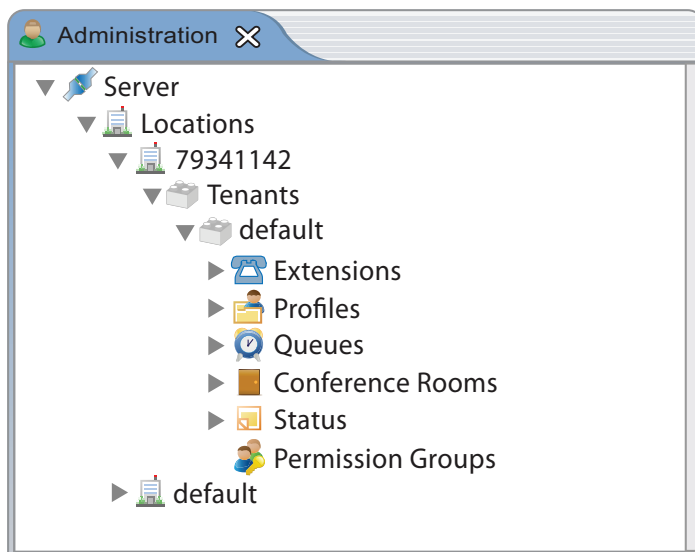 Administration
Server
Locations
79341142
Tenants
default
Extensions
Profiles
Queues
Conference Rooms
Status
Permission Groups
default